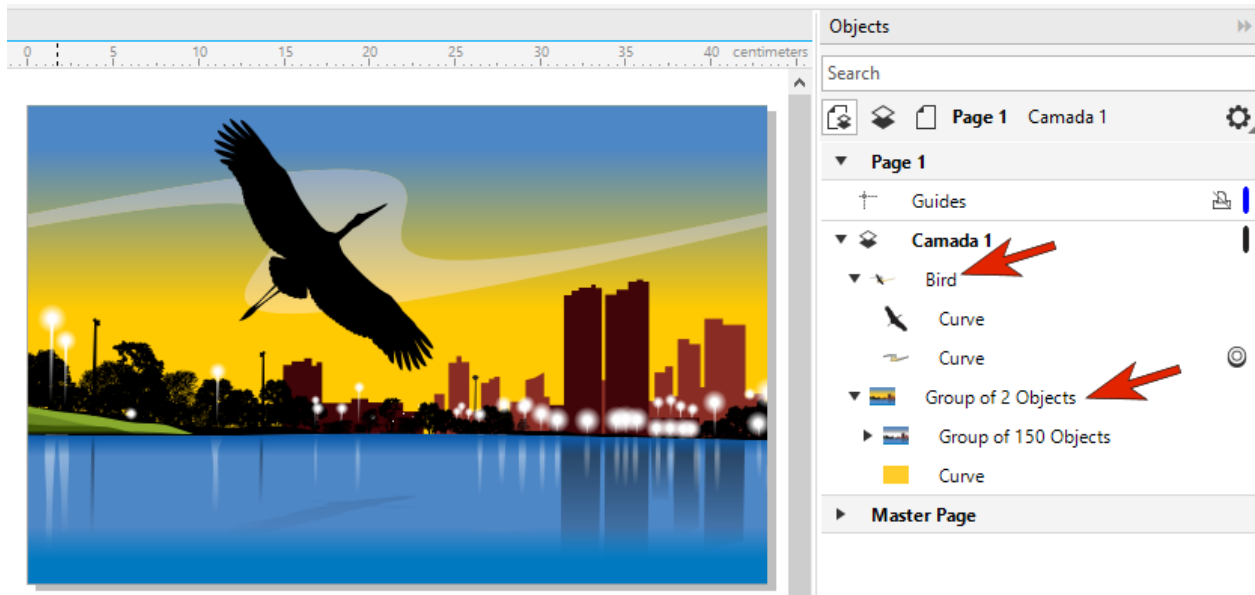 Objects
0 5 10 15 20 25 30 35 40 centimeters
Search
Page 1 Camada 1
Page 1
Guides
Camada 1
Bird
Curve
Curve
Group of 2 Objects
Group of 150 Objects
Curve
Master Page